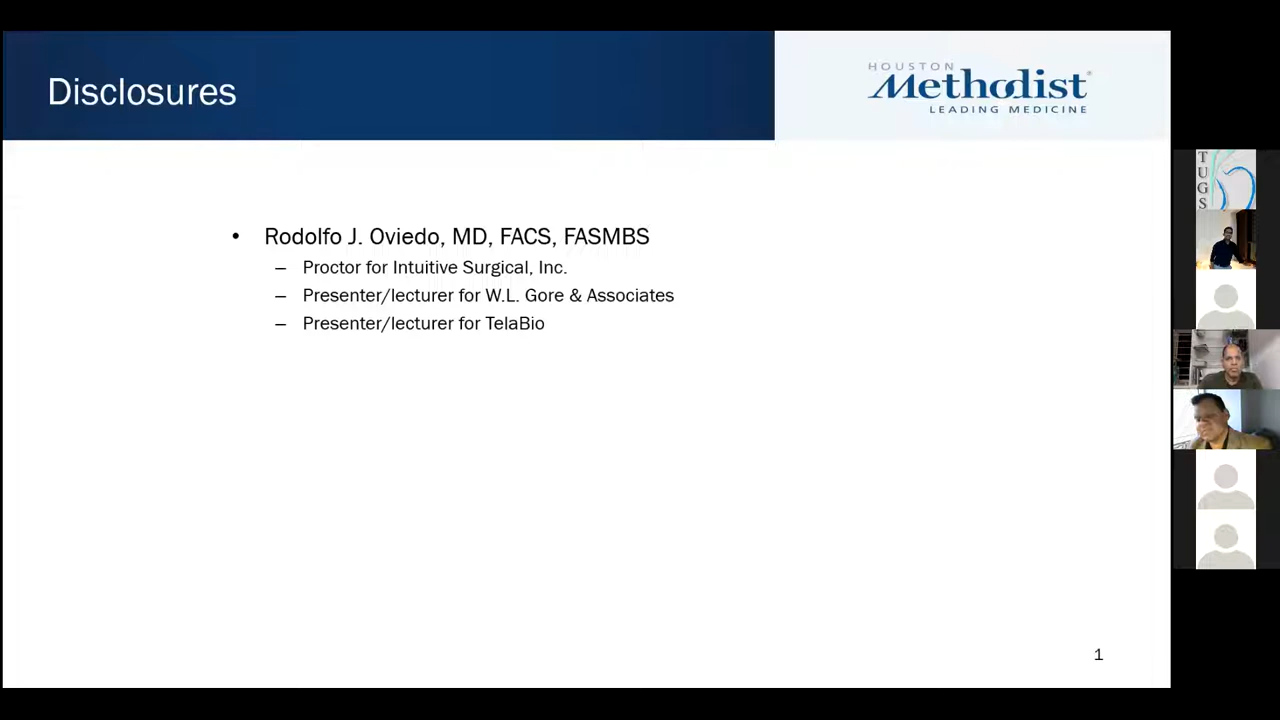 Disclosures
HOUSTON
Methodist®
LEADING MEDICINE
• Rodolfo J. Oviedo, MD, FACS, FASMBS
– Proctor for Intuitive Surgical, Inc.
– Presenter/lecturer for W.L. Gore & Associates
– Presenter/lecturer for TelaBio
1
TUGS